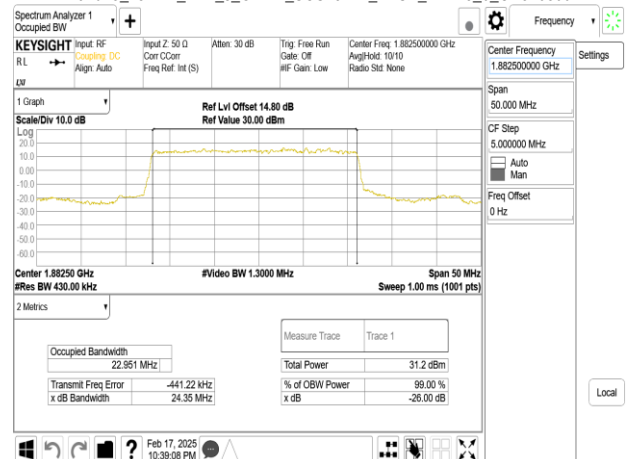 Spectrum Analyzer 1
Occupied BW
Frequency
KEYSIGHT
RL
LXI
Input: RF
Coupling: DC
Align: Auto
Input Z: 50 Ω
Corr CCorr
Freq Ref: Int (S)
Atten: 30 dB
Trig: Free Run
Gate: Off
#IF Gain: Low
Center Freq: 1.882500000 GHz
Avg|Hold: 10/10
Radio Std: None
Center Frequency
1.882500000 GHz
Settings
Span
50.000 MHz
CF Step
5.000000 MHz
Auto
Man
Freq Offset
0 Hz
1 Graph
Ref Lvl Offset 14.80 dB
Scale/Div 10.0 dB
Ref Value 30.00 dBm
Log
20.0
10.0
0.00
-10.0
-20.0
-30.0
-40.0
-50.0
-60.0
Center 1.88250 GHz
#Video BW 1.3000 MHz
Span 50 MHz
#Res BW 430.00 kHz
Sweep 1.00 ms (1001 pts)
2 Metrics
Measure Trace
Trace 1
Occupied Bandwidth
22.951 MHz
Total Power
31.2 dBm
Transmit Freq Error
-441.22 kHz
% of OBW Power
99.00 %
x dB Bandwidth
24.35 MHz
x dB
-26.00 dB
Local
Feb 17, 2025
10:39:08 PM